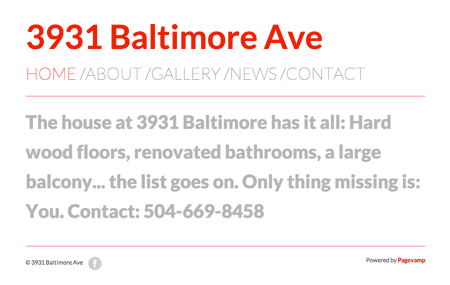 3931 Baltimore Ave
HOME /ABOUT /GALLERY /NEWS /CONTACT
The house at 3931 Baltimore has it all: Hard
wood floors, renovated bathrooms, a large
balcony... the list goes on. Only thing missing is:
You. Contact: 504-669-8458
© 3931 Baltimore Ave f
Powered by Pagevamp